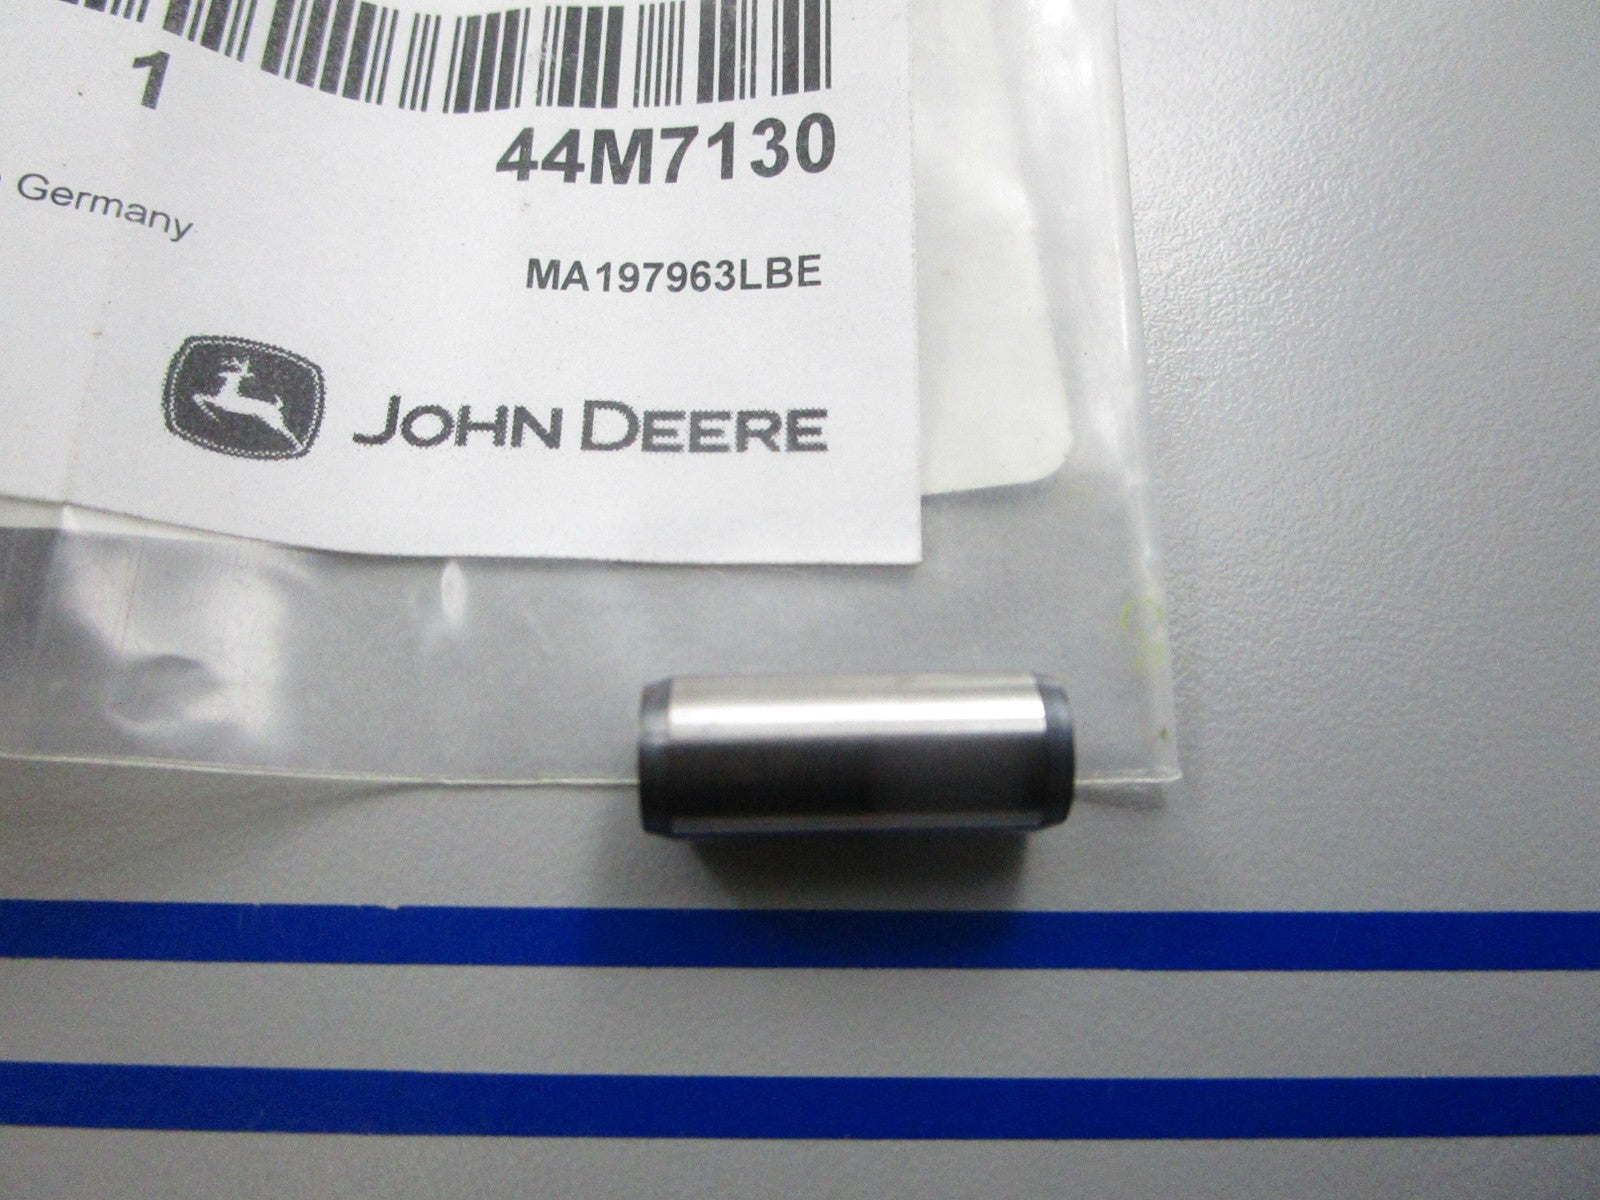 1
44M7130
Germany
MA197963LBE
JOHN DEERE